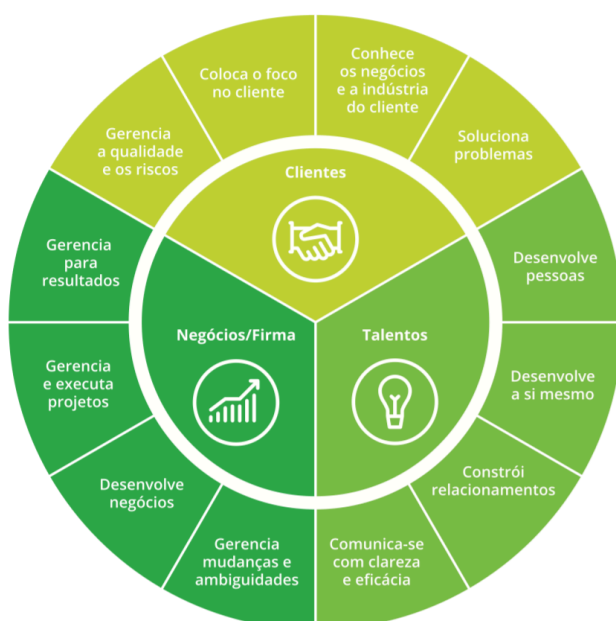 Coloca o foco
no cliente
Conhece
os negócios
e a indústria
do cliente
Soluciona
problemas
Desenvolve
pessoas
Desenvolve
a si mesmo
Constrói
relacionamentos
Comunica-se
com clareza
e eficácia
Gerencia
mudanças e
ambiguidades
Desenvolve
negócios
Gerencia
e executa
projetos
Gerencia
para
resultados
Gerencia
a qualidade
e os riscos
Clientes
Negócios/Firma
Talentos